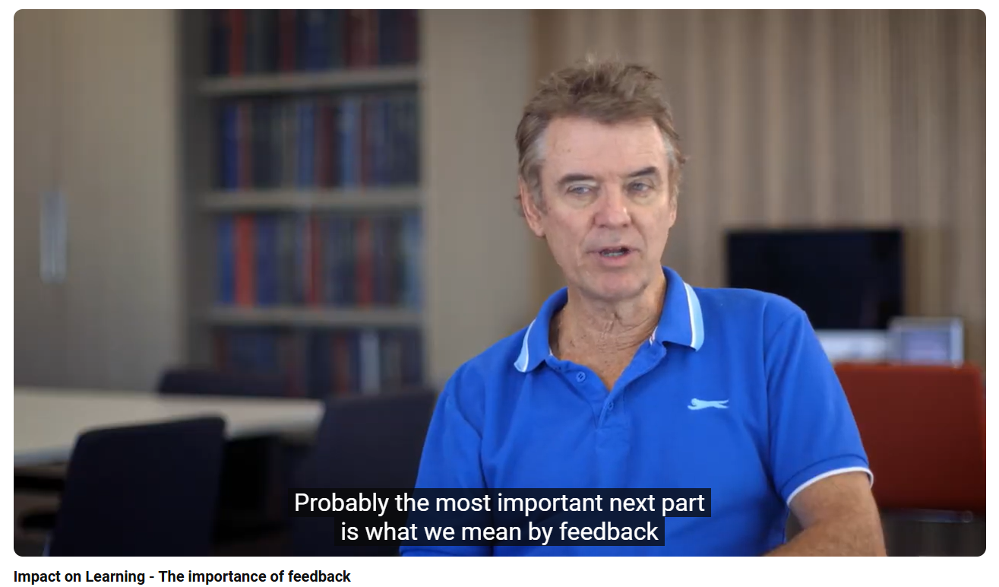 Probably the most important next part
is what we mean by feedback
Impact on Learning - The importance of feedback